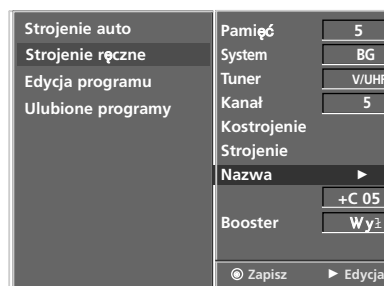 Strojenie auto
Strojenie ręczne
Edycja programu
Ulubione programy
Pamięć 5
System BG
Tuner V/UHF
Kanał 5
Kostrojenie
Strojenie
Nazwa ►
+C 05
Booster Wył
◉ Zapisz ► Edycja